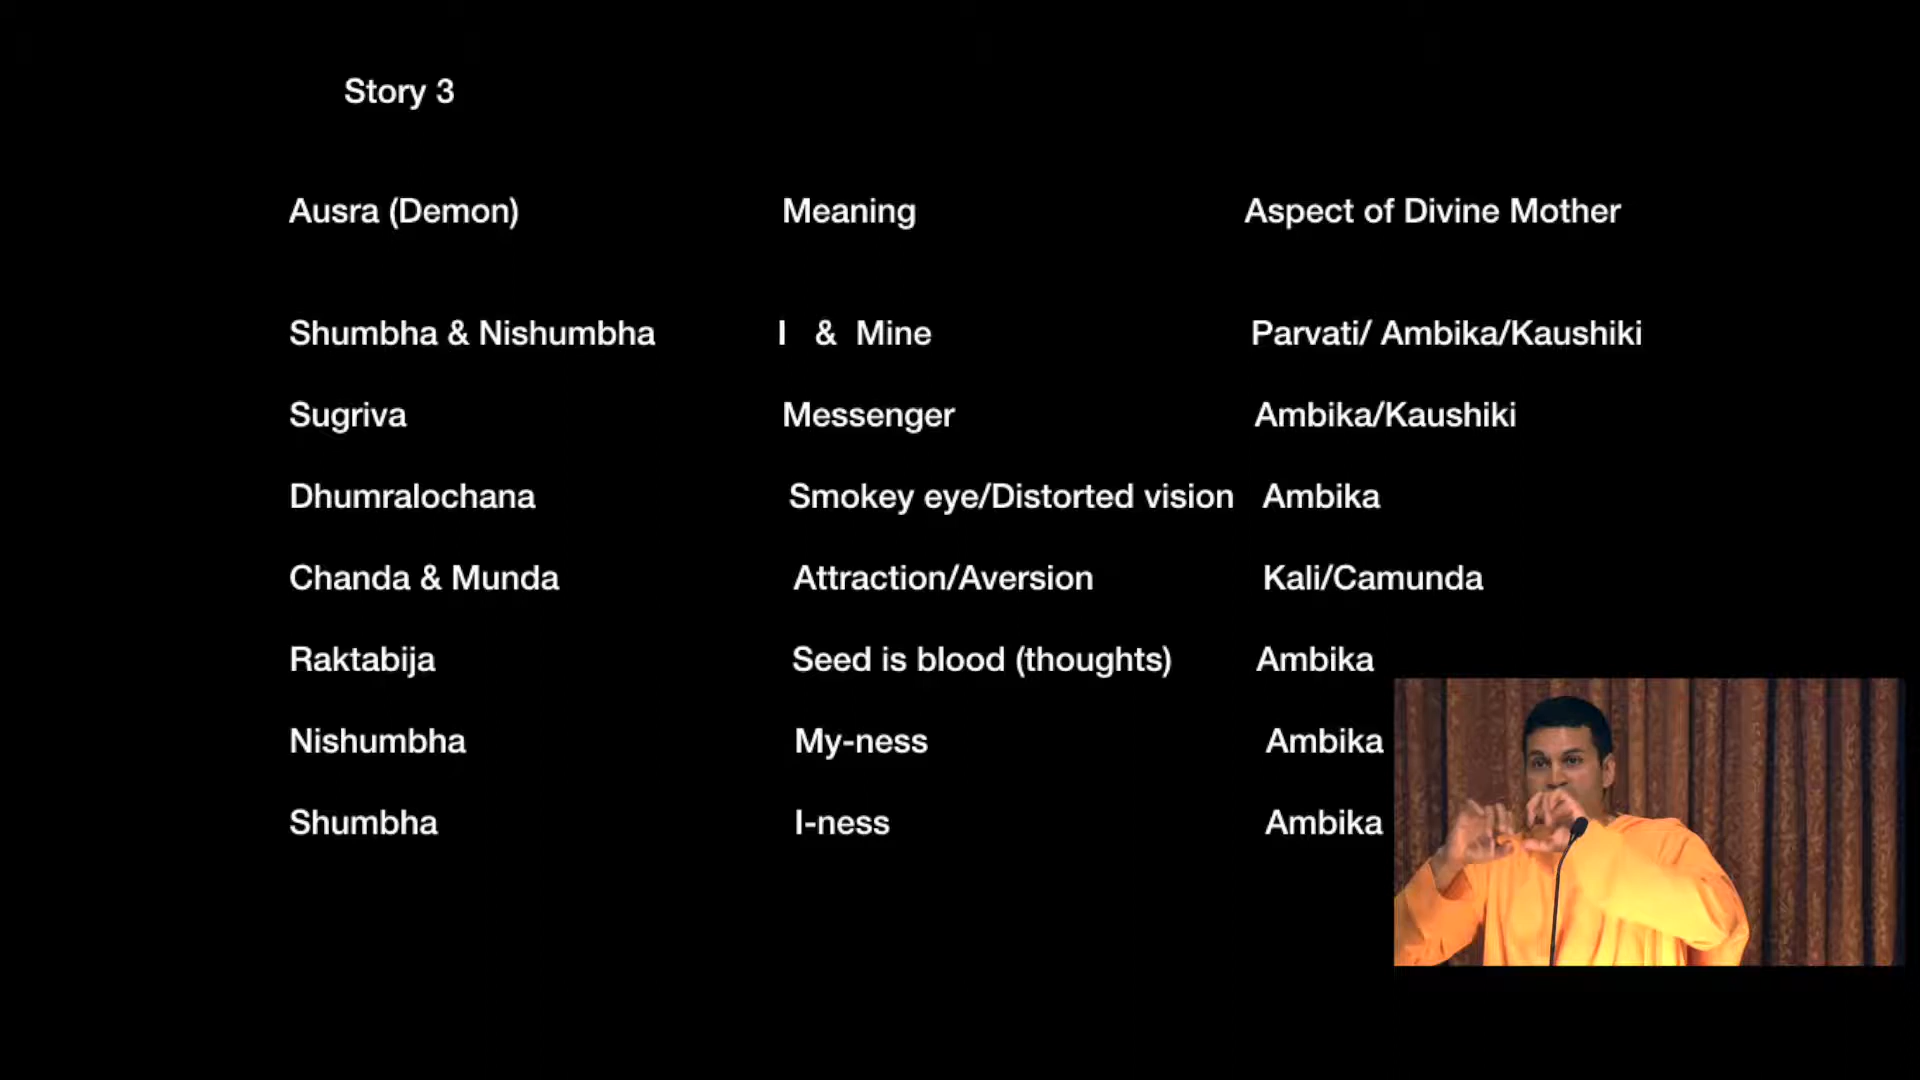 Story 3
Ausra (Demon) Meaning Aspect of Divine Mother
Shumbha & Nishumbha I & Mine Parvati/ Ambika/Kaushiki
Sugriva Messenger Ambika/Kaushiki
Dhumralochana Smokey eye/Distorted vision Ambika
Chanda & Munda Attraction/Aversion Kali/Camunda
Raktabija Seed is blood (thoughts) Ambika
Nishumbha My-ness Ambika
Shumbha I-ness Ambika